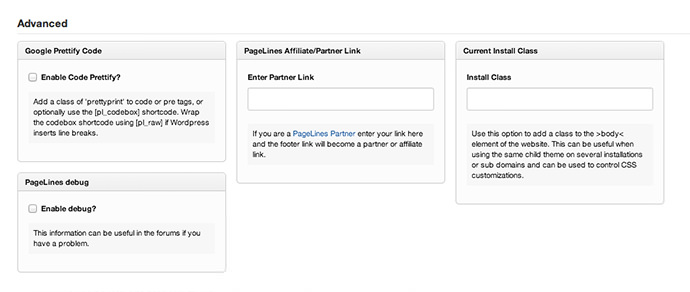 Advanced
Google Prettify Code
Enable Code Prettify?
Add a class of 'prettyprint' to code or pre tags, or
optionally use the [pl_codebox] shortcode. Wrap
the codebox shortcode using [pl_raw] if Wordpress
inserts line breaks.
PageLines debug
Enable debug?
This information can be useful in the forums if you
have a problem.
PageLines Affiliate/Partner Link
Enter Partner Link
If you are a PageLines Partner enter your link here
and the footer link will become a partner or affiliate
link.
Current Install Class
Install Class
Use this option to add a class to the >body<
element of the website. This can be useful when
using the same child theme on several installations
or sub domains and can be used to control CSS
customizations.